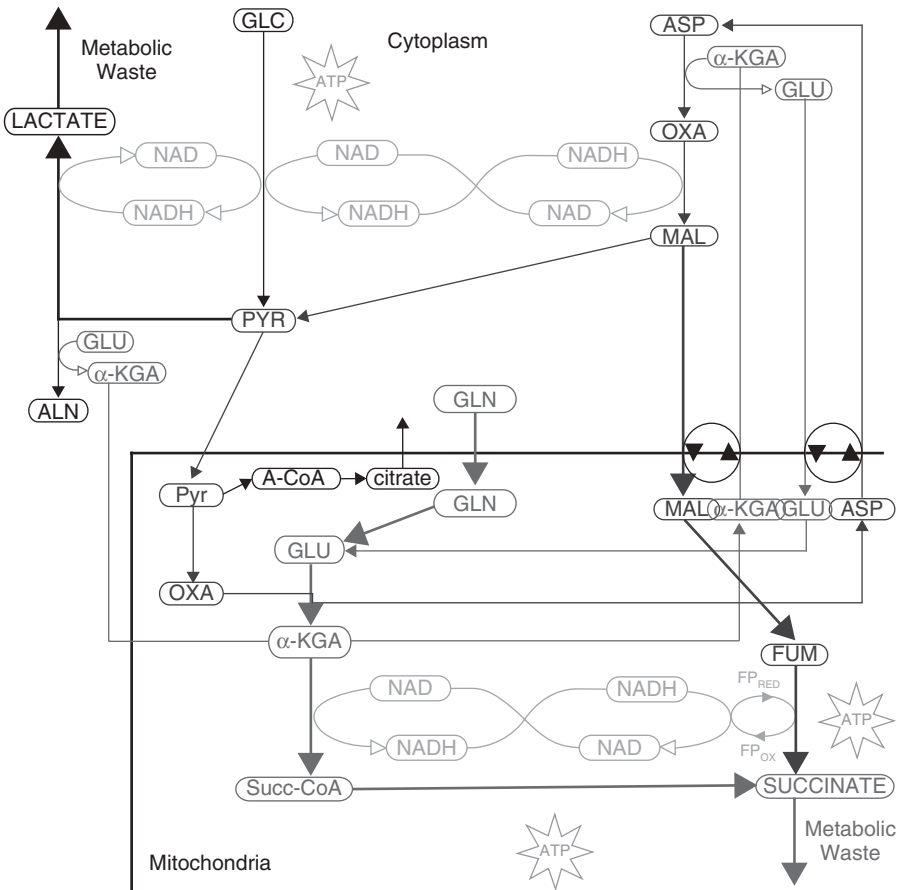 GLC
ASP
Metabolic
Waste
Cytoplasm
α-KGA
ATP
GLU
LACTATE
OXA
NAD
NAD
NADH
NADH
NADH
NAD
MAL
PYR
GLU
α-KGA
ALN
GLN
A-CoA
citrate
Pyr
GLN
MAL
α-KGA
GLU
ASP
GLU
OXA
α-KGA
FUM
NAD
NADH
FP_RED
ATP
NADH
NAD
FP_OX
Succ-CoA
SUCCINATE
Metabolic
Waste
ATP
Mitochondria